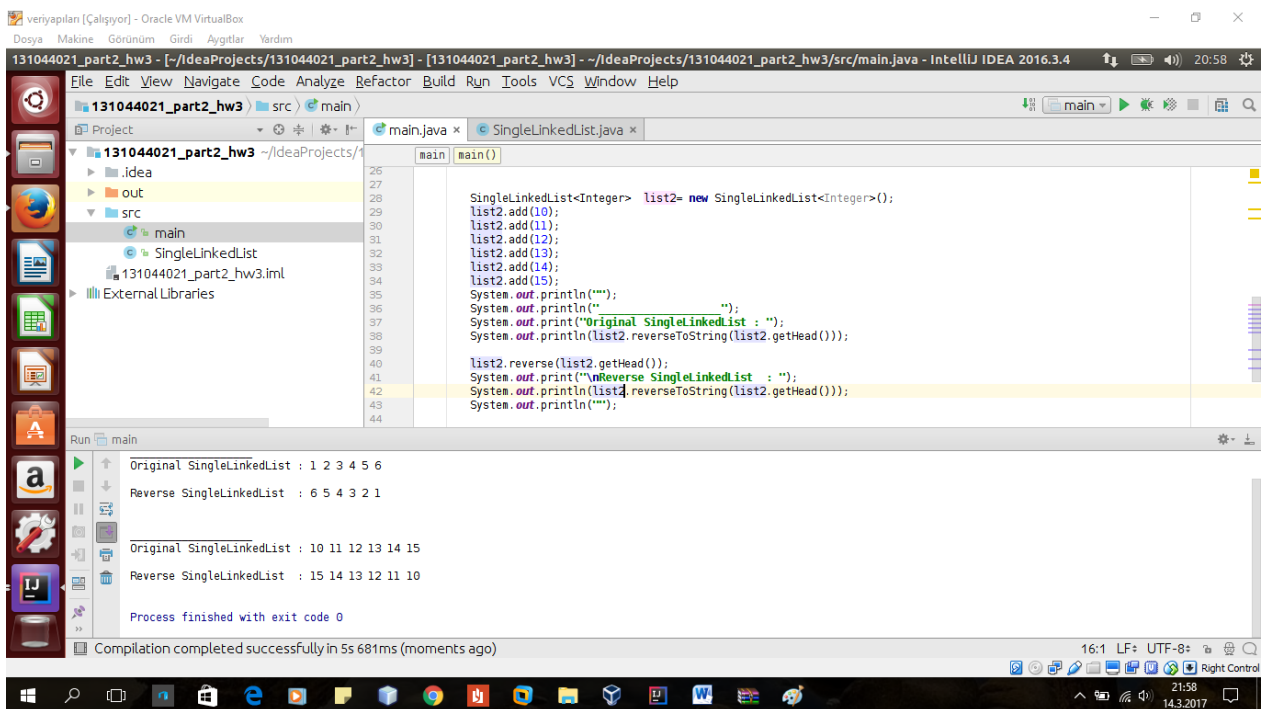 veriyapıları [Çalışıyor] - Oracle VM VirtualBox
Dosya Makine Görünüm Girdi Aygıtlar Yardım
131044021_part2_hw3 - [~/IdeaProjects/131044021_part2_hw3] - [131044021_part2_hw3] - ~/IdeaProjects/131044021_part2_hw3/src/main.java - IntelliJ IDEA 2016.3.4 20:58
File Edit View Navigate Code Analyze Refactor Build Run Tools VCS Window Help
131044021_part2_hw3 src main main
Project main.java × SingleLinkedList.java ×
131044021_part2_hw3 ~/IdeaProjects/1
main main()
.idea
out
src
main
SingleLinkedList
131044021_part2_hw3.iml
External Libraries
26
27
28 SingleLinkedList<Integer> list2= new SingleLinkedList<Integer>();
29 list2.add(10);
30 list2.add(11);
31 list2.add(12);
32 list2.add(13);
33 list2.add(14);
34 list2.add(15);
35 System.out.println("");
36 System.out.println("___________________");
37 System.out.print("Original SingleLinkedList : ");
38 System.out.println(list2.reverseToString(list2.getHead()));
39
40 list2.reverse(list2.getHead());
41 System.out.print("\nReverse SingleLinkedList : ");
42 System.out.println(list2.reverseToString(list2.getHead()));
43 System.out.println("");
44
Run main
Original SingleLinkedList : 1 2 3 4 5 6
Reverse SingleLinkedList : 6 5 4 3 2 1
___________________
Original SingleLinkedList : 10 11 12 13 14 15
Reverse SingleLinkedList : 15 14 13 12 11 10
Process finished with exit code 0
Compilation completed successfully in 5s 681ms (moments ago) 16:1 LF÷ UTF-8÷
Right Control
21:58
14.3.2017